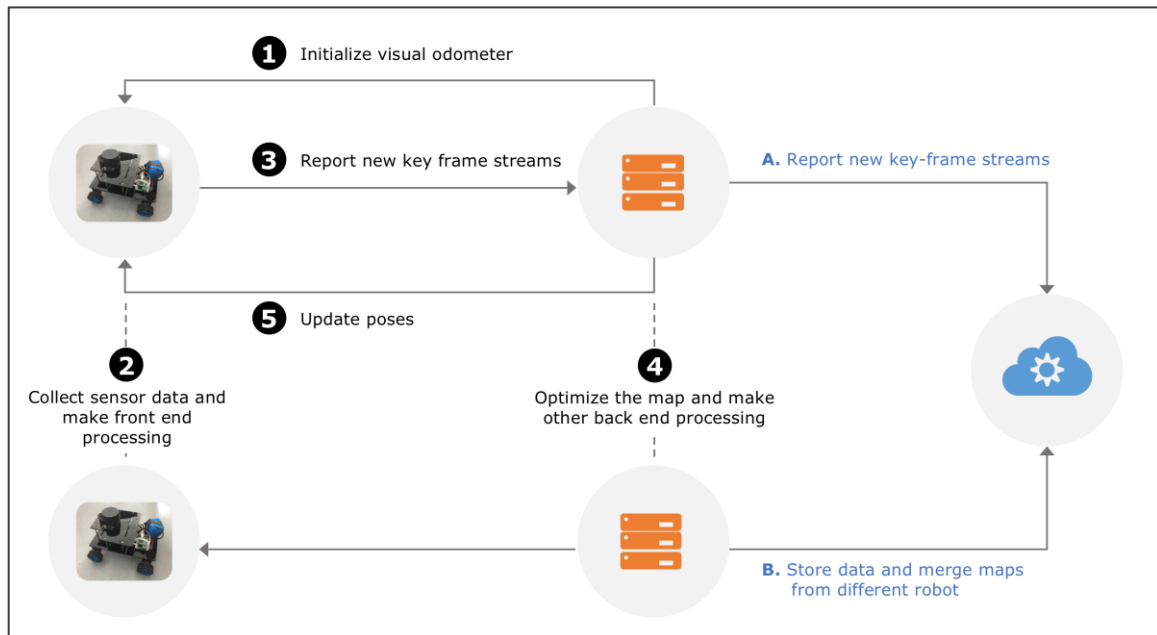 1 Initialize visual odometer
3 Report new key frame streams
A. Report new key-frame streams
5 Update poses
2
Collect sensor data and
make front end
processing
4
Optimize the map and make
other back end processing
B. Store data and merge maps
from different robot